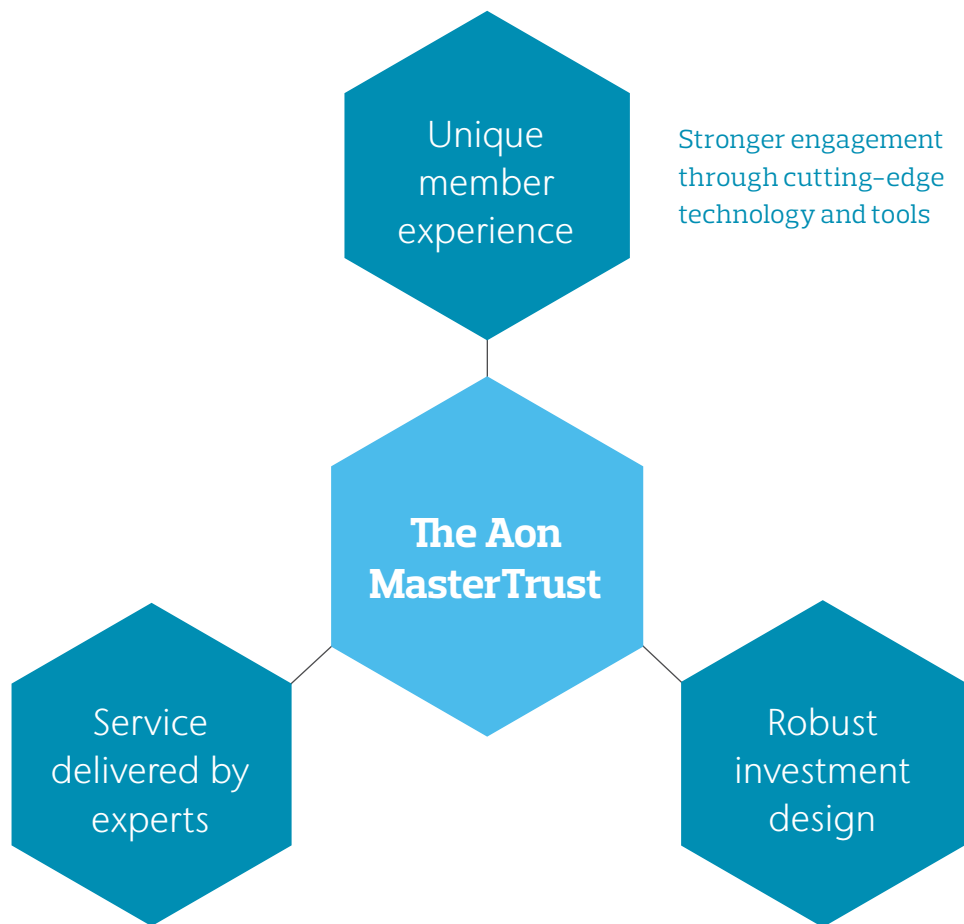 Unique
member
experience
Stronger engagement
through cutting-edge
technology and tools
The Aon
MasterTrust
Service
delivered by
experts
Robust
investment
design